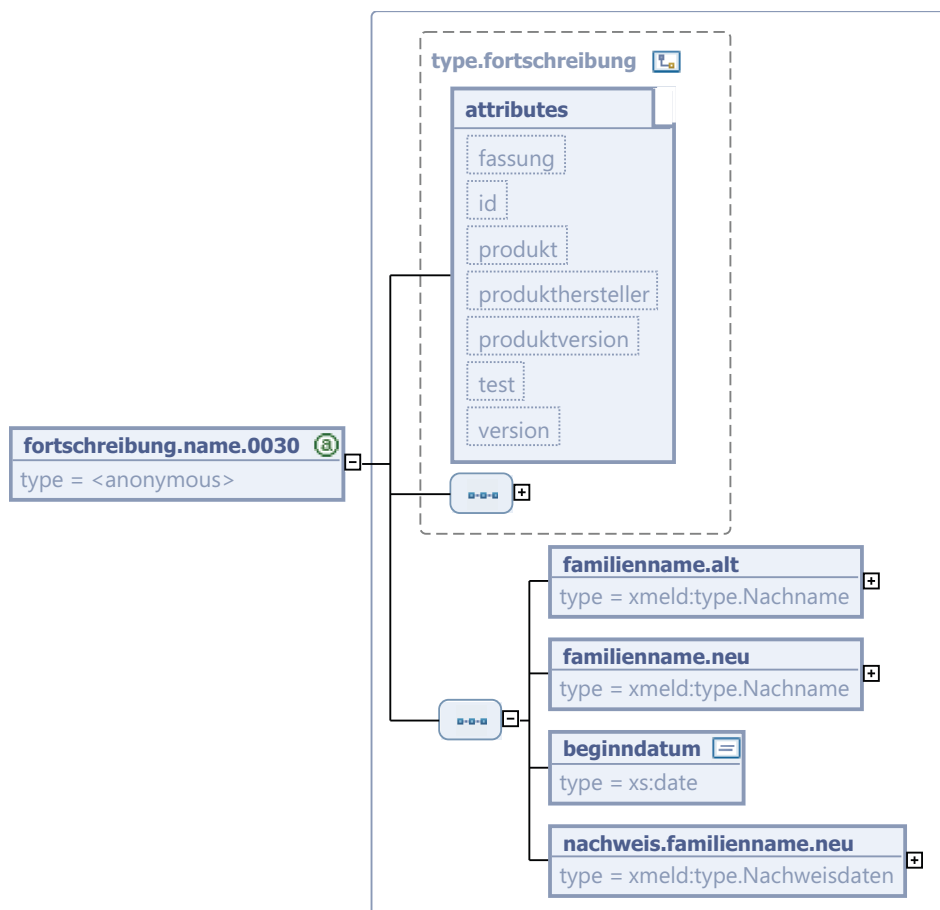 type.fortschreibung
attributes
fassung
id
produkt
produkthersteller
produktversion
test
version
fortschreibung.name.0030
type = <anonymous>
familienname.alt
type = xmeld:type.Nachname
familienname.neu
type = xmeld:type.Nachname
beginndatum
type = xs:date
nachweis.familienname.neu
type = xmeld:type.Nachweisdaten